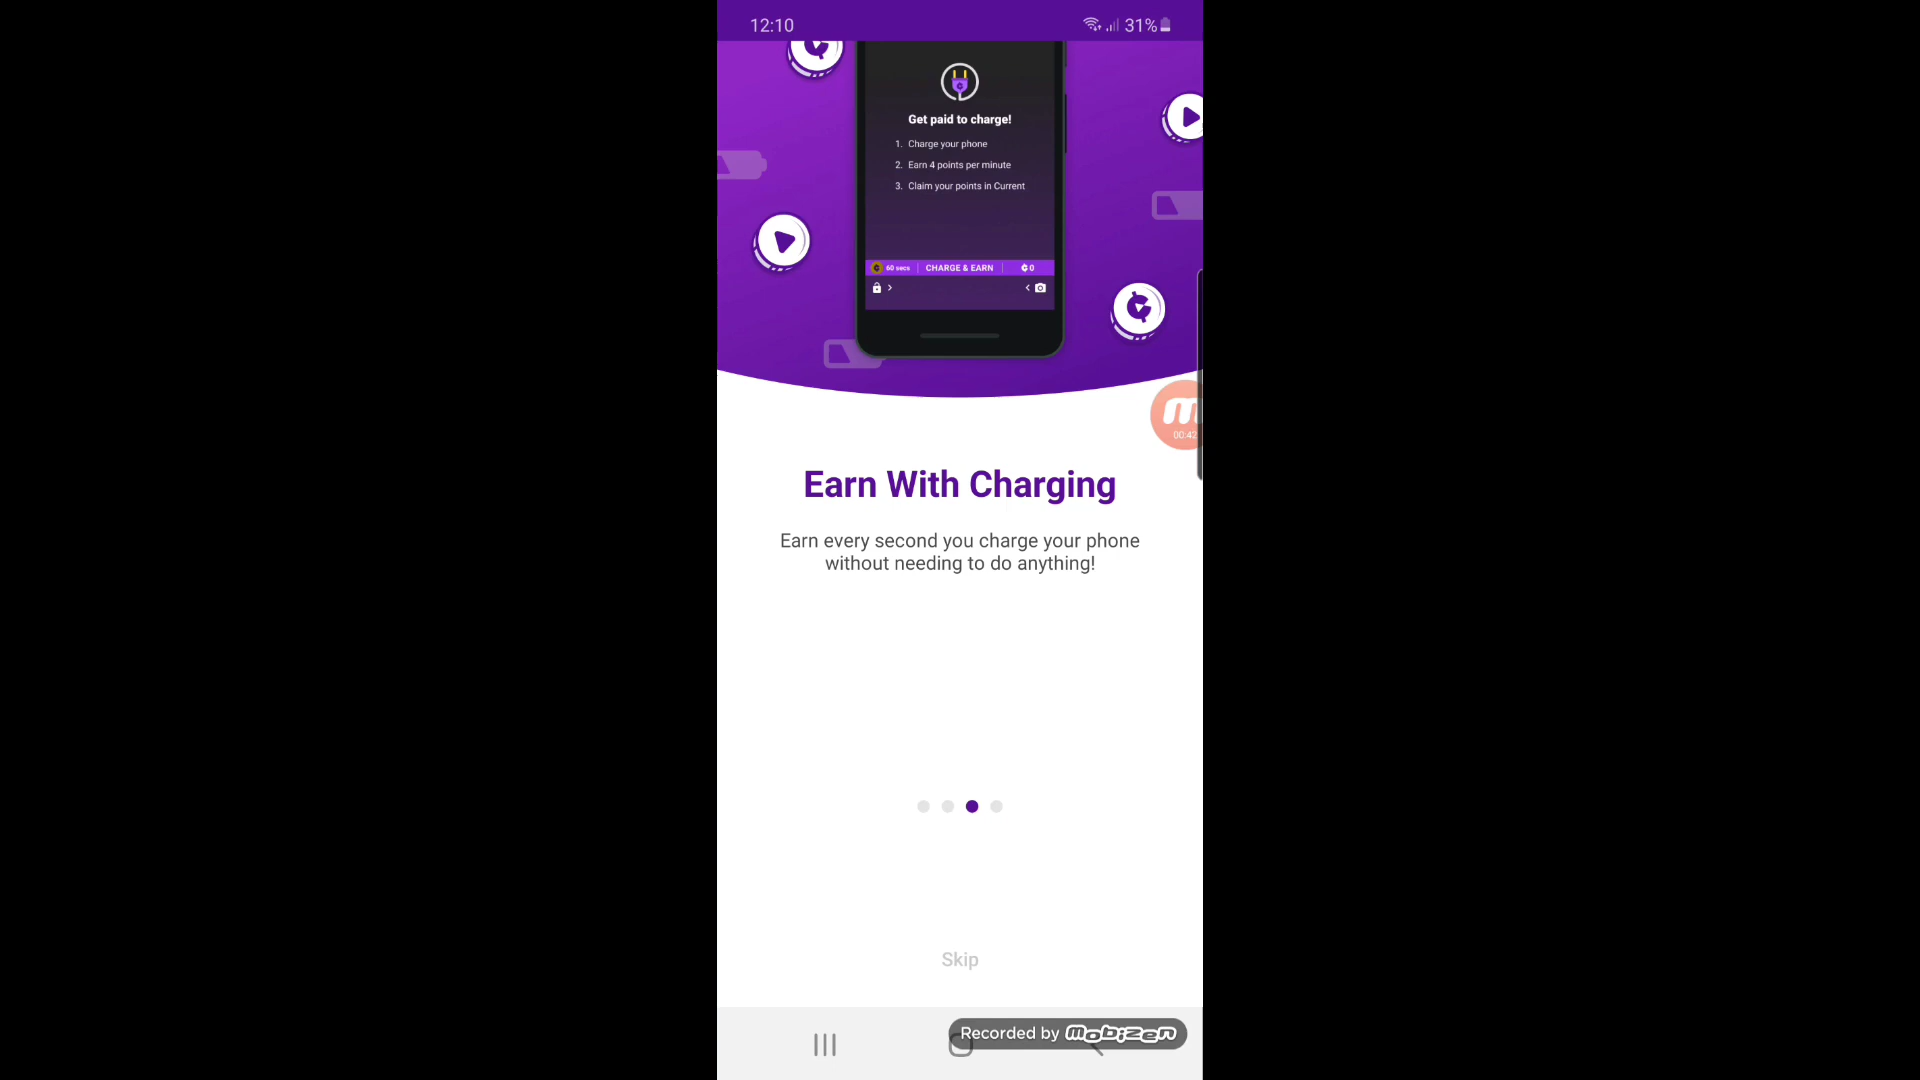 12:10
31%
Get paid to charge!
1. Charge your phone
2. Earn 4 points per minute
3. Claim your points in Current
60 secs
CHARGE & EARN
0
00:42
Earn With Charging
Earn every second you charge your phone
without needing to do anything!
Skip
Recorded by mobizen